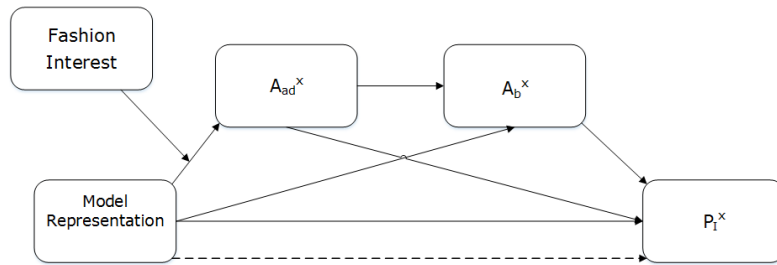 Fashion
Interest
A_ad^x
A_b^x
Model
Representation
P_I^x